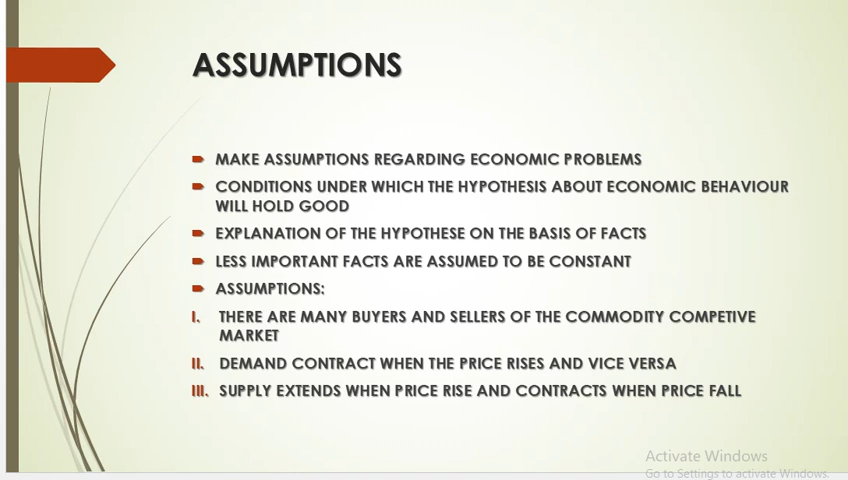 ASSUMPTIONS
MAKE ASSUMPTIONS REGARDING ECONOMIC PROBLEMS
CONDITIONS UNDER WHICH THE HYPOTHESIS ABOUT ECONOMIC BEHAVIOUR
WILL HOLD GOOD
EXPLANATION OF THE HYPOTHESE ON THE BASIS OF FACTS
LESS IMPORTANT FACTS ARE ASSUMED TO BE CONSTANT
ASSUMPTIONS:
I. THERE ARE MANY BUYERS AND SELLERS OF THE COMMODITY COMPETIVE
MARKET
II. DEMAND CONTRACT WHEN THE PRICE RISES AND VICE VERSA
III. SUPPLY EXTENDS WHEN PRICE RISE AND CONTRACTS WHEN PRICE FALL
Activate Windows
Go to Settings to activate Windows.